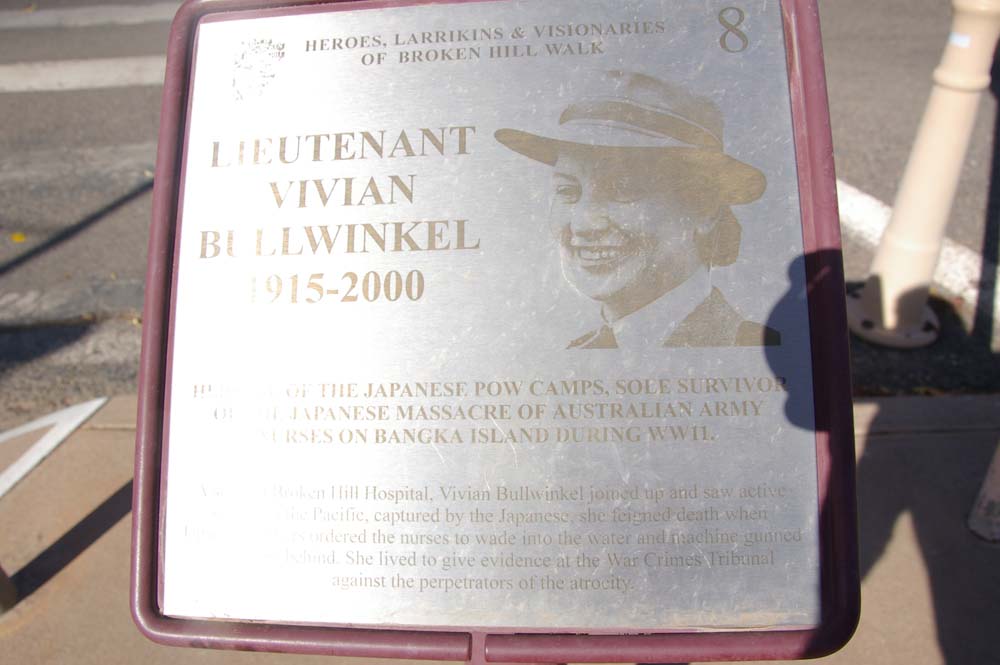 HEROES, LARRIKINS & VISIONARIES
OF BROKEN HILL WALK
8
LIEUTENANT
VIVIAN
BULLWINKEL
1915-2000
OF THE JAPANESE POW CAMPS, SOLE SURVIVOR
OF THE JAPANESE MASSACRE OF AUSTRALIAN ARMY
NURSES ON BANGKA ISLAND DURING WW11.
Broken Hill Hospital, Vivian Bullwinkel joined up and saw active
the Pacific, captured by the Japanese, she feigned death when
ordered the nurses to wade into the water and machine gunned
behind. She lived to give evidence at the War Crimes Tribunal
against the perpetrators of the atrocity.